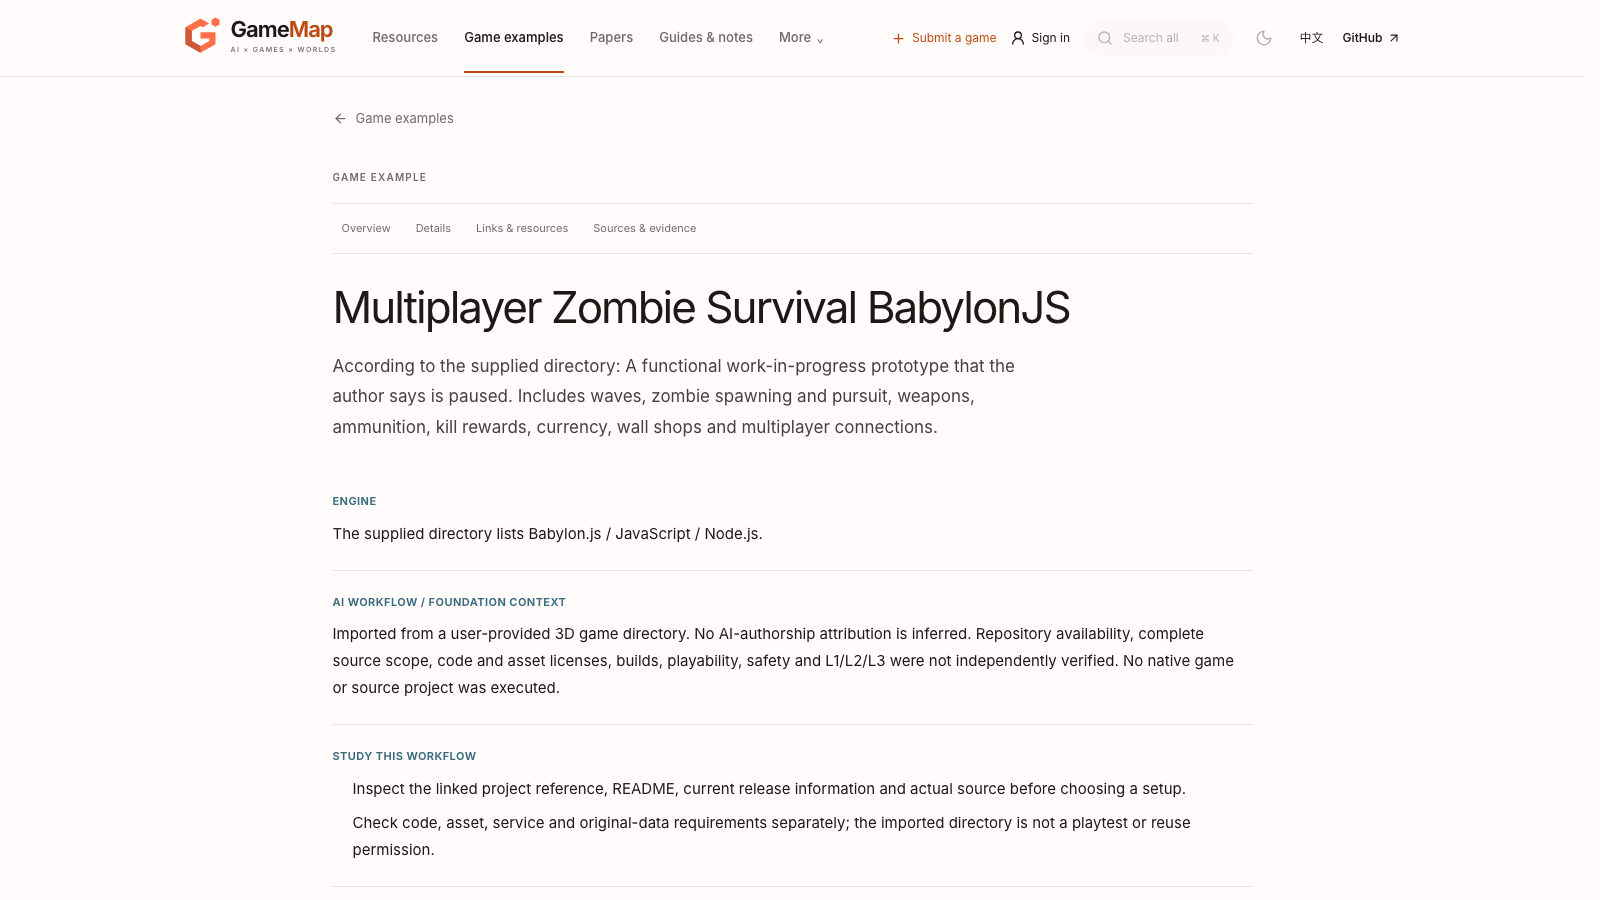 GameMap
AI × GAMES × WORLDS
Resources
Game examples
Papers
Guides & notes
More
Submit a game
Sign in
Search all
⌘ K
中文
GitHub
Game examples
GAME EXAMPLE
Overview
Details
Links & resources
Sources & evidence
Multiplayer Zombie Survival BabylonJS
According to the supplied directory: A functional work-in-progress prototype that the
author says is paused. Includes waves, zombie spawning and pursuit, weapons,
ammunition, kill rewards, currency, wall shops and multiplayer connections.
ENGINE
The supplied directory lists Babylon.js / JavaScript / Node.js.
AI WORKFLOW / FOUNDATION CONTEXT
Imported from a user-provided 3D game directory. No AI-authorship attribution is inferred. Repository availability, complete
source scope, code and asset licenses, builds, playability, safety and L1/L2/L3 were not independently verified. No native game
or source project was executed.
STUDY THIS WORKFLOW
Inspect the linked project reference, README, current release information and actual source before choosing a setup.
Check code, asset, service and original-data requirements separately; the imported directory is not a playtest or reuse
permission.